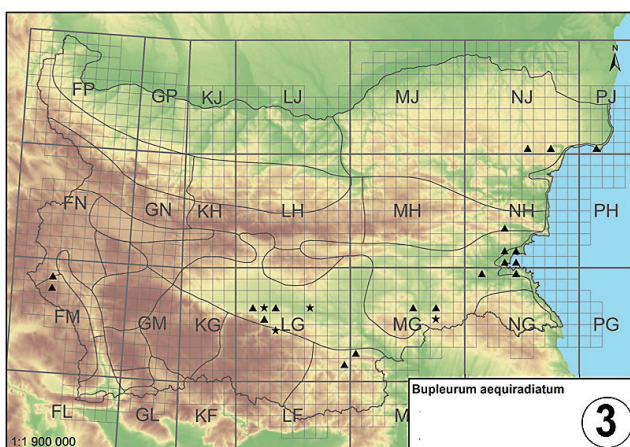 N
FP GP KJ LJ MJ NJ PJ
FN GN KH LH MH NH PH
FM GM KG LG MG NG PG
FL GL KF LF M
Bupleurum aequiradiatum
3
1:1 900 000